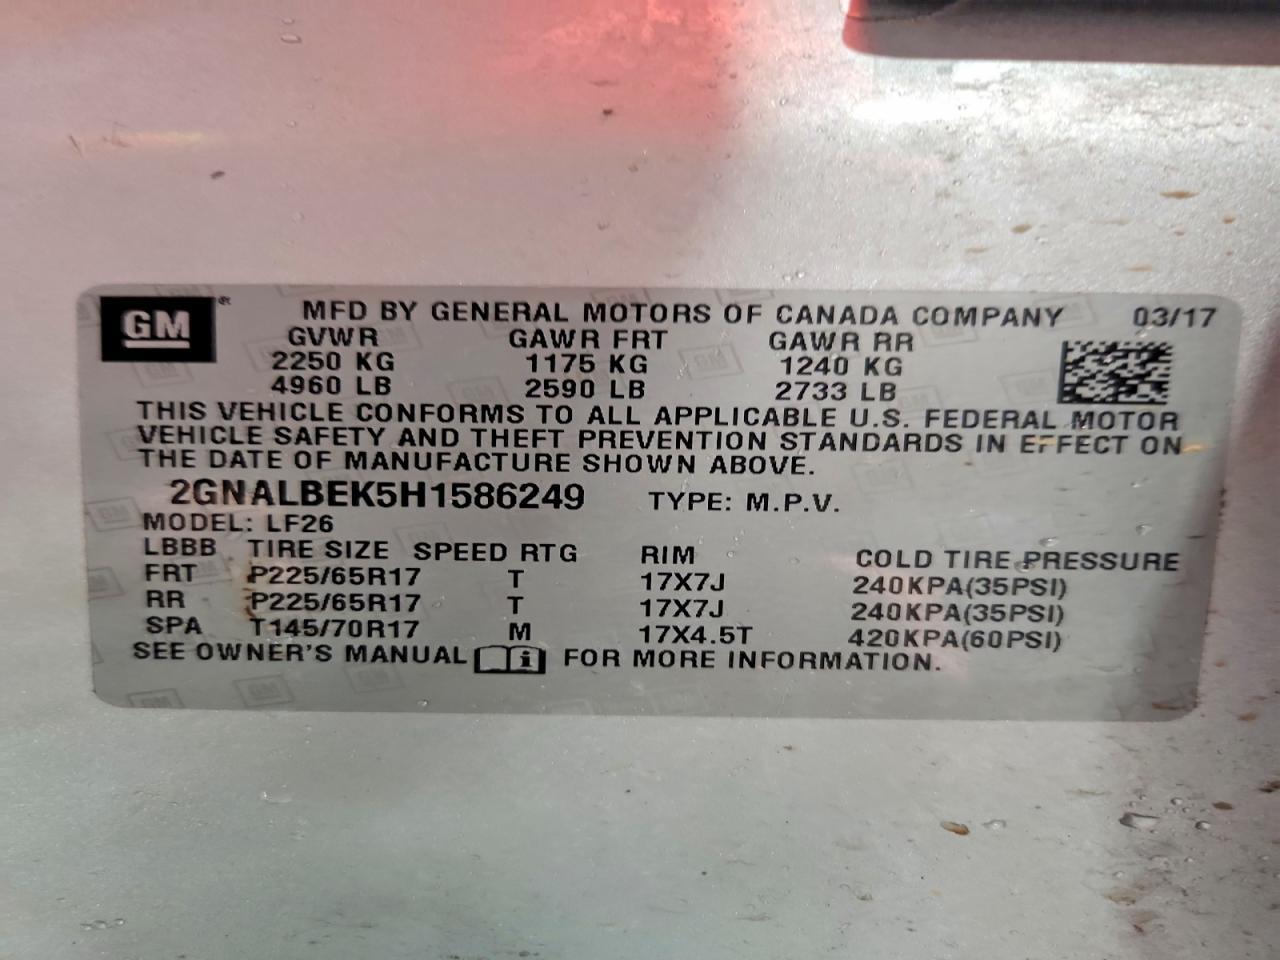 GM® MFD BY GENERAL MOTORS OF CANADA COMPANY 03/17
GVWR GAWR FRT GAWR RR
2250 KG 1175 KG 1240 KG
4960 LB 2590 LB 2733 LB
THIS VEHICLE CONFORMS TO ALL APPLICABLE U.S. FEDERAL MOTOR
VEHICLE SAFETY AND THEFT PREVENTION STANDARDS IN EFFECT ON
THE DATE OF MANUFACTURE SHOWN ABOVE.
2GNALBEK5H1586249 TYPE: M.P.V.
MODEL: LF26
LBBB TIRE SIZE SPEED RTG RIM COLD TIRE PRESSURE
FRT P225/65R17 T 17X7J 240KPA(35PSI)
RR P225/65R17 T 17X7J 240KPA(35PSI)
SPA T145/70R17 M 17X4.5T 420KPA(60PSI)
SEE OWNER'S MANUAL i FOR MORE INFORMATION.